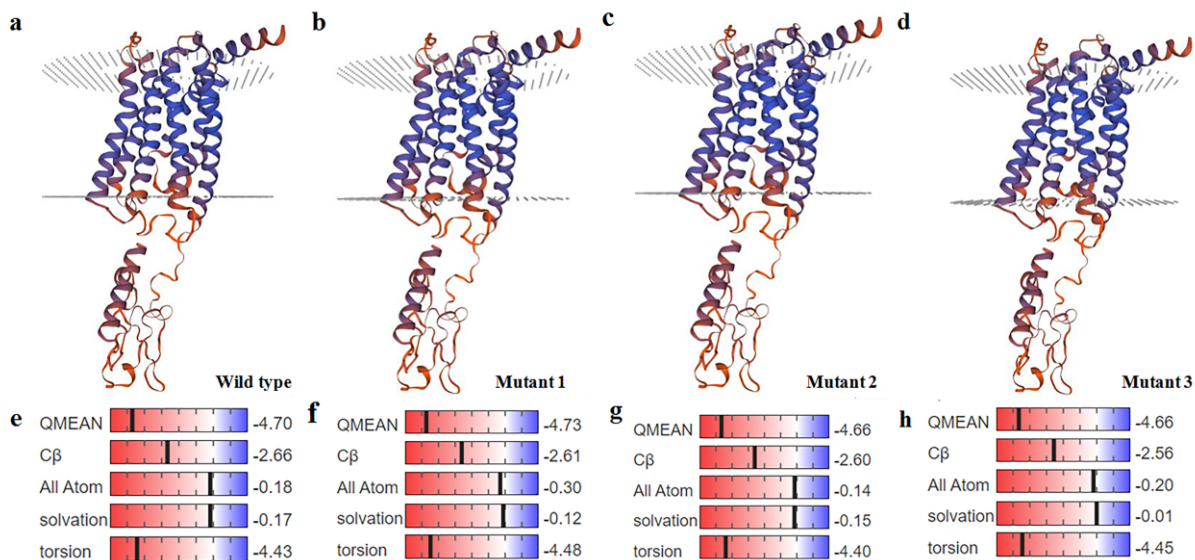 a b c d
Wild type Mutant 1 Mutant 2 Mutant 3
e f g h
QMEAN -4.70 QMEAN -4.73 QMEAN -4.66 QMEAN -4.66
Cβ -2.66 Cβ -2.61 Cβ -2.60 Cβ -2.56
All Atom -0.18 All Atom -0.30 All Atom -0.14 All Atom -0.20
solvation -0.17 solvation -0.12 solvation -0.15 solvation -0.01
torsion -4.43 torsion -4.48 torsion -4.40 torsion -4.45